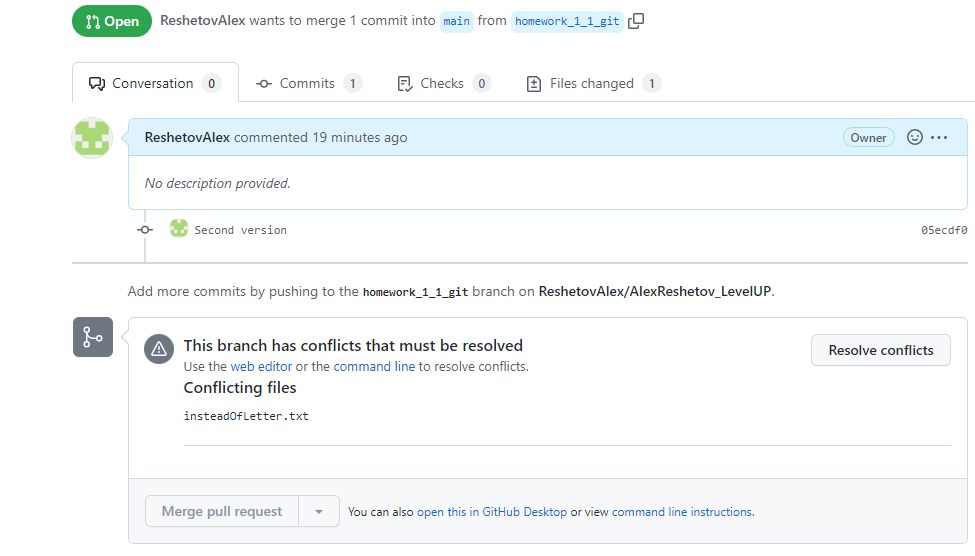 Open ReshetovAlex wants to merge 1 commit into main from homework_1_1_git
Conversation 0 Commits 1 Checks 0 Files changed 1
ReshetovAlex commented 19 minutes ago Owner
No description provided.
Second version 05ecdf0
Add more commits by pushing to the homework_1_1_git branch on ReshetovAlex/AlexReshetov_LevelUP.
This branch has conflicts that must be resolved Resolve conflicts
Use the web editor or the command line to resolve conflicts.
Conflicting files
insteadOfLetter.txt
Merge pull request You can also open this in GitHub Desktop or view command line instructions.